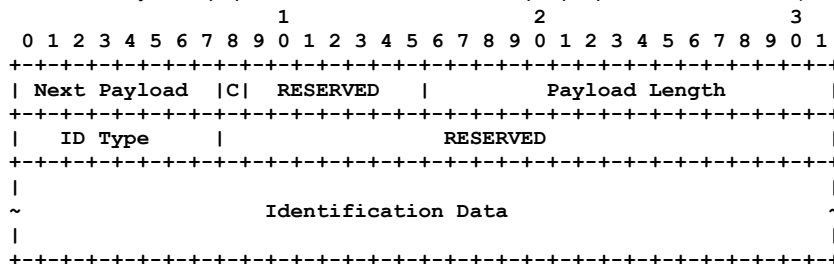 1                   2                   3
 0 1 2 3 4 5 6 7 8 9 0 1 2 3 4 5 6 7 8 9 0 1 2 3 4 5 6 7 8 9 0 1
+-+-+-+-+-+-+-+-+-+-+-+-+-+-+-+-+-+-+-+-+-+-+-+-+-+-+-+-+-+-+-+-+
| Next Payload  |C|  RESERVED   |         Payload Length        |
+-+-+-+-+-+-+-+-+-+-+-+-+-+-+-+-+-+-+-+-+-+-+-+-+-+-+-+-+-+-+-+-+
|   ID Type     |                 RESERVED                      |
+-+-+-+-+-+-+-+-+-+-+-+-+-+-+-+-+-+-+-+-+-+-+-+-+-+-+-+-+-+-+-+-+
|                                                               |
~                   Identification Data                         ~
|                                                               |
+-+-+-+-+-+-+-+-+-+-+-+-+-+-+-+-+-+-+-+-+-+-+-+-+-+-+-+-+-+-+-+-+